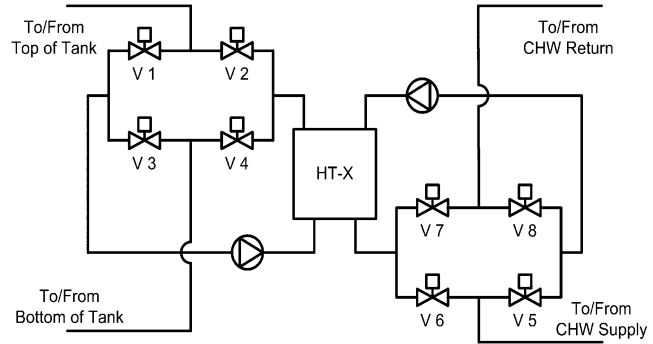 To/From
Top of Tank
V 1
V 2
V 3
V 4
To/From
Bottom of Tank
HT-X
To/From
CHW Return
V 7
V 8
V 6
V 5
To/From
CHW Supply